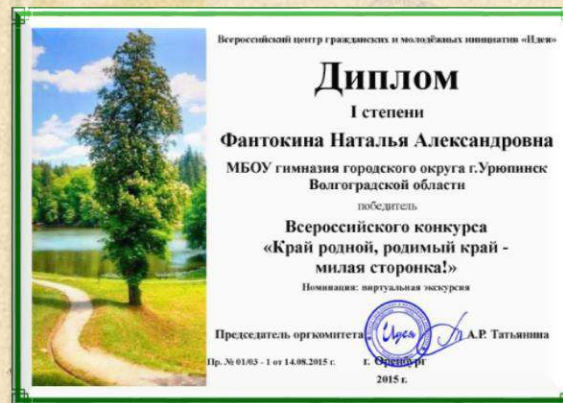 Всероссийский центр гражданских и молодёжных инициатив «Идея»
Диплом
I степени
Фантокина Наталья Александровна
МБОУ гимназия городского округа г.Урюпинск
Волгоградской области
победитель
Всероссийского конкурса
«Край родной, родимый край -
милая сторонка!»
Номинация: виртуальная экскурсия
Председатель оргкомитета Идея А.Р. Татьянина
Пр. № 01/03 - 1 от 14.08.2015 г. г. Оренбург
2015 г.